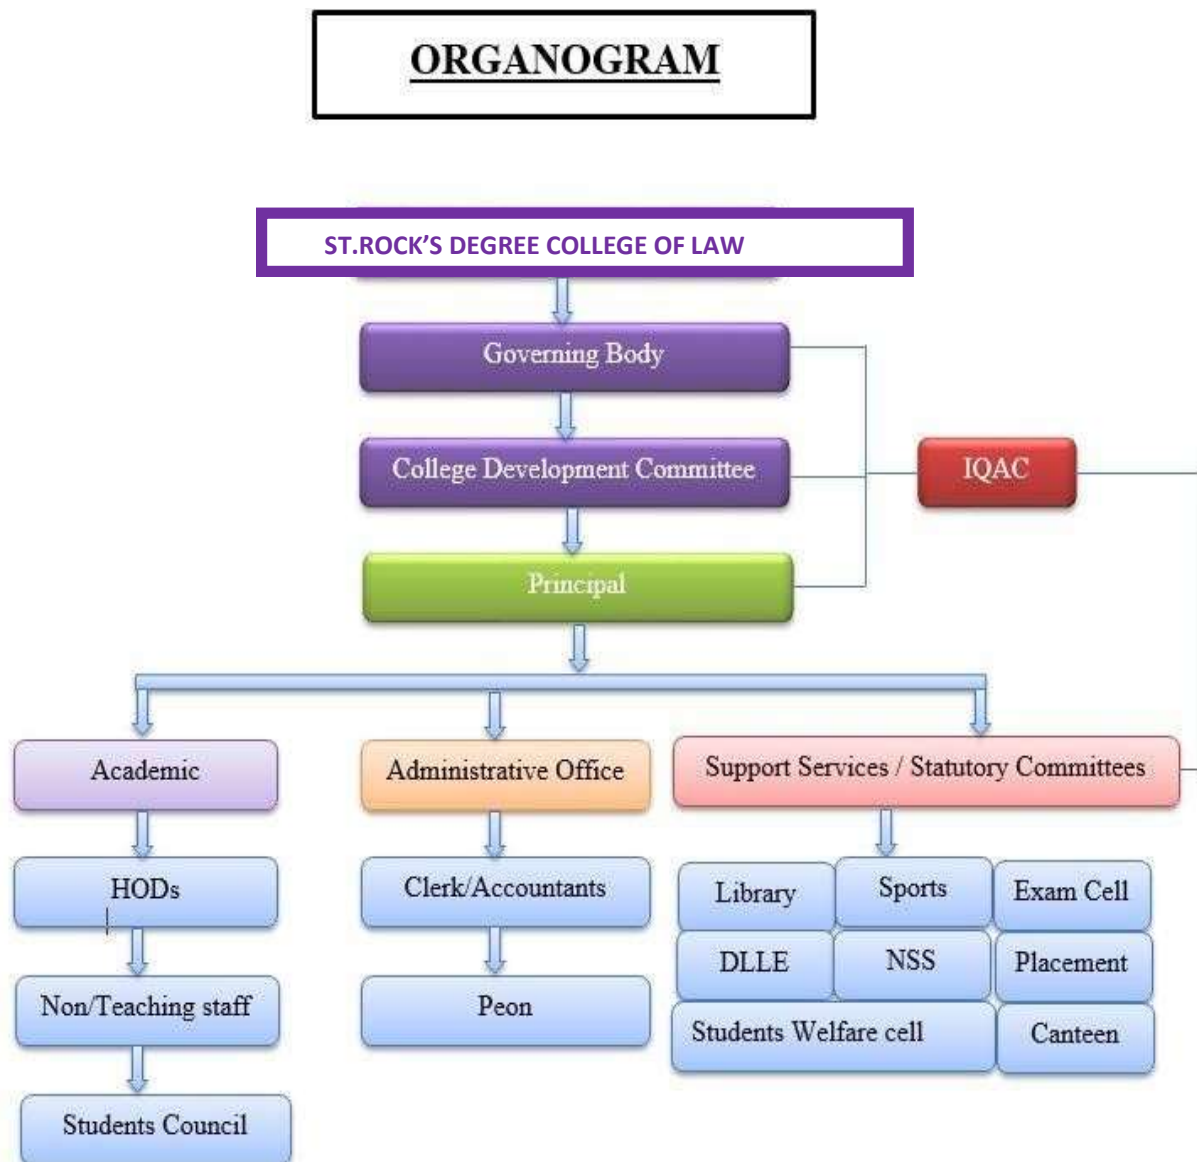 ORGANOGRAM
ST.ROCK’S DEGREE COLLEGE OF LAW
Governing Body
College Development Committee
IQAC
Principal
Academic
Administrative Office
Support Services / Statutory Committees
HODs
Clerk/Accountants
Library
Sports
Exam Cell
DLLE
NSS
Placement
Non/Teaching staff
Peon
Students Welfare cell
Canteen
Students Council